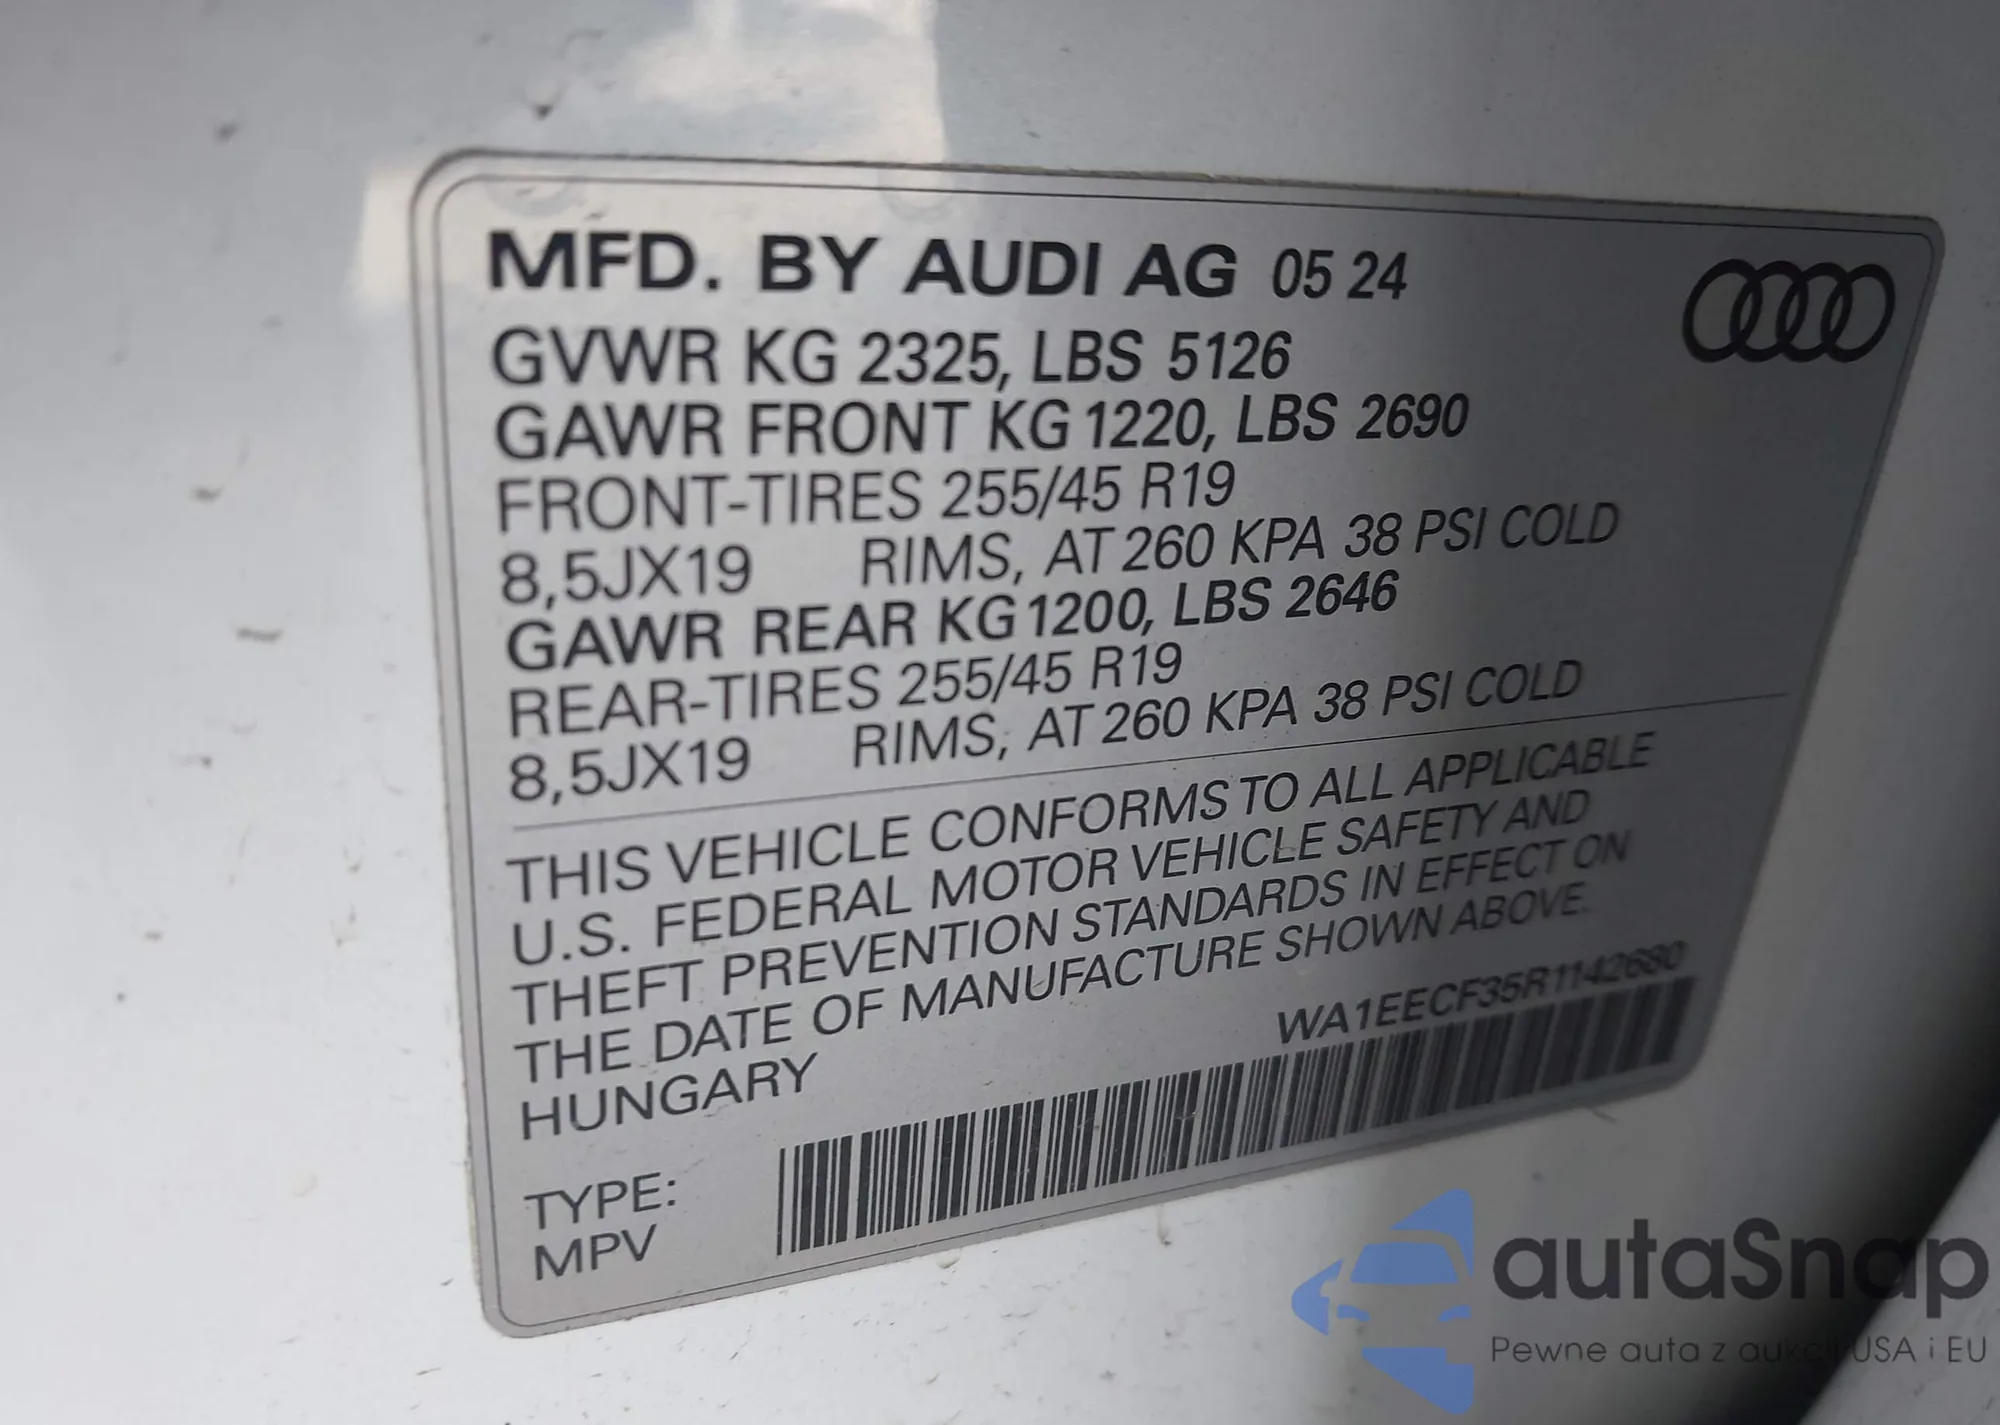 MFD. BY AUDI AG 05 24
GVWR KG 2325, LBS 5126
GAWR FRONT KG 1220, LBS 2690
FRONT-TIRES 255/45 R19
8,5JX19 RIMS, AT 260 KPA 38 PSI COLD
GAWR REAR KG 1200, LBS 2646
REAR-TIRES 255/45 R19
8,5JX19 RIMS, AT 260 KPA 38 PSI COLD
THIS VEHICLE CONFORMS TO ALL APPLICABLE
U.S. FEDERAL MOTOR VEHICLE SAFETY AND
THEFT PREVENTION STANDARDS IN EFFECT ON
THE DATE OF MANUFACTURE SHOWN ABOVE.
HUNGARY
WA1EECF35R1142680
TYPE:
MPV
autaSnap
Pewne auta z aukcji USA i EU